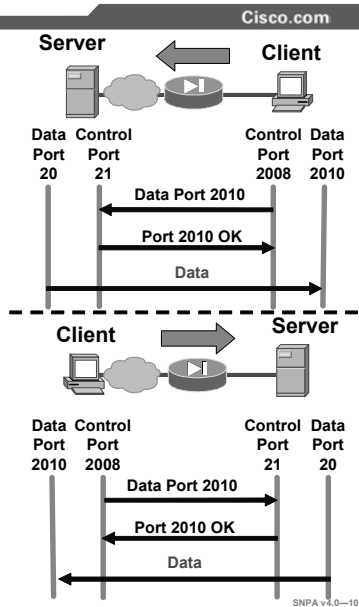 Cisco.com
Server
Client
Data Control Control Data
Port Port Port Port
20 21 2008 2010
Data Port 2010
Port 2010 OK
Data
Client
Server
Data Control Control Data
Port Port Port Port
2010 2008 21 20
Data Port 2010
Port 2010 OK
Data
SNPA v4.0—10